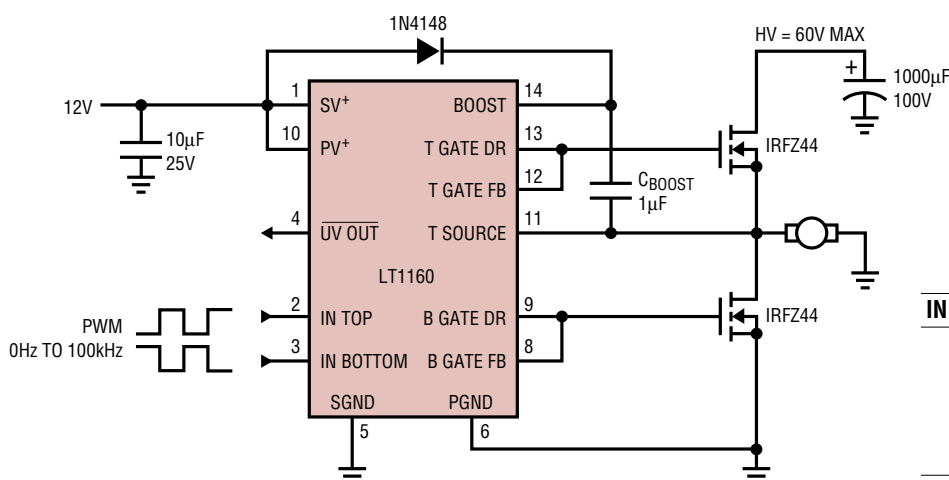 1N4148
HV = 60V MAX
+
1000µF
100V
12V
10µF
25V
1
SV+
10
PV+
4
UV OUT
LT1160
PWM
0Hz TO 100kHz
2
IN TOP
3
IN BOTTOM
SGND
5
PGND
6
BOOST
14
T GATE DR
13
T GATE FB
12
T SOURCE
11
B GATE DR
9
B GATE FB
8
CBOOST
1µF
IRFZ44
IRFZ44
IN